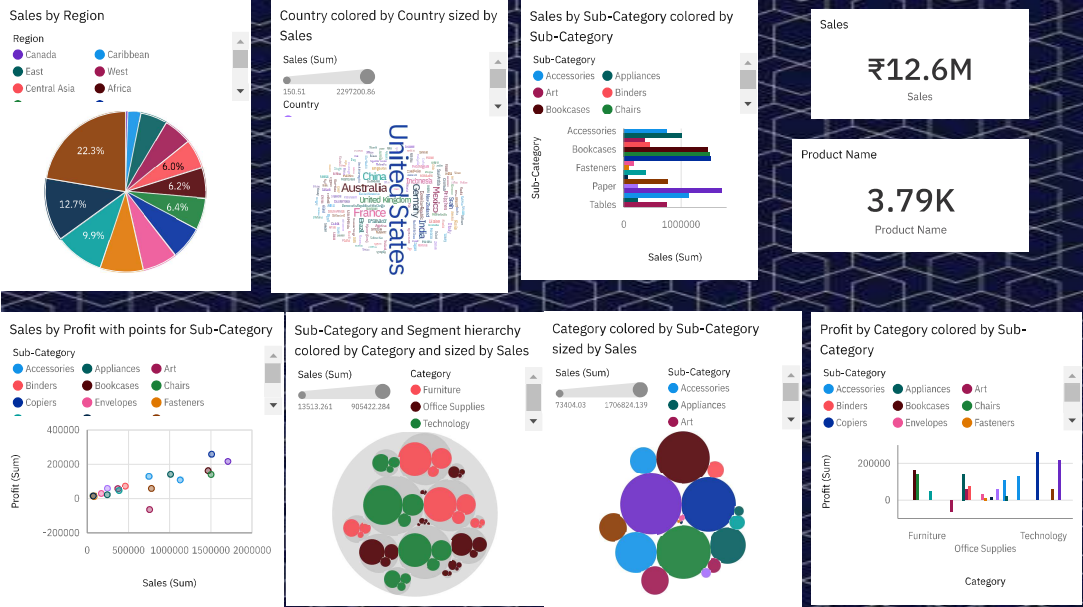 Sales by Region
Region
Canada
Caribbean
East
West
Central Asia
Africa
22.3%
6.0%
6.2%
6.4%
9.9%
12.7%
Country colored by Country sized by
Sales
Sales (Sum)
150.51
2297200.86
Country
United States
Australia
China
France
United Kingdom
Germany
Mexico
India
Indonesia
Brazil
Sales by Sub-Category colored by
Sub-Category
Sub-Category
Accessories
Appliances
Art
Binders
Bookcases
Chairs
Sub-Category
Accessories
Bookcases
Fasteners
Paper
Tables
0
1000000
Sales (Sum)
Sales
₹12.6M
Sales
Product Name
3.79K
Product Name
Sales by Profit with points for Sub-Category
Sub-Category
Accessories
Appliances
Art
Binders
Bookcases
Chairs
Copiers
Envelopes
Fasteners
Profit (Sum)
400000
200000
0
-200000
0
500000
1000000
1500000
2000000
Sales (Sum)
Sub-Category and Segment hierarchy
colored by Category and sized by Sales
Sales (Sum)
13513.261
905422.284
Category
Furniture
Office Supplies
Technology
Category colored by Sub-Category
sized by Sales
Sales (Sum)
73404.03
1706824.139
Sub-Category
Accessories
Appliances
Art
Profit by Category colored by Sub-
Category
Sub-Category
Accessories
Appliances
Art
Binders
Bookcases
Chairs
Copiers
Envelopes
Fasteners
Profit (Sum)
200000
0
Furniture
Office Supplies
Technology
Category